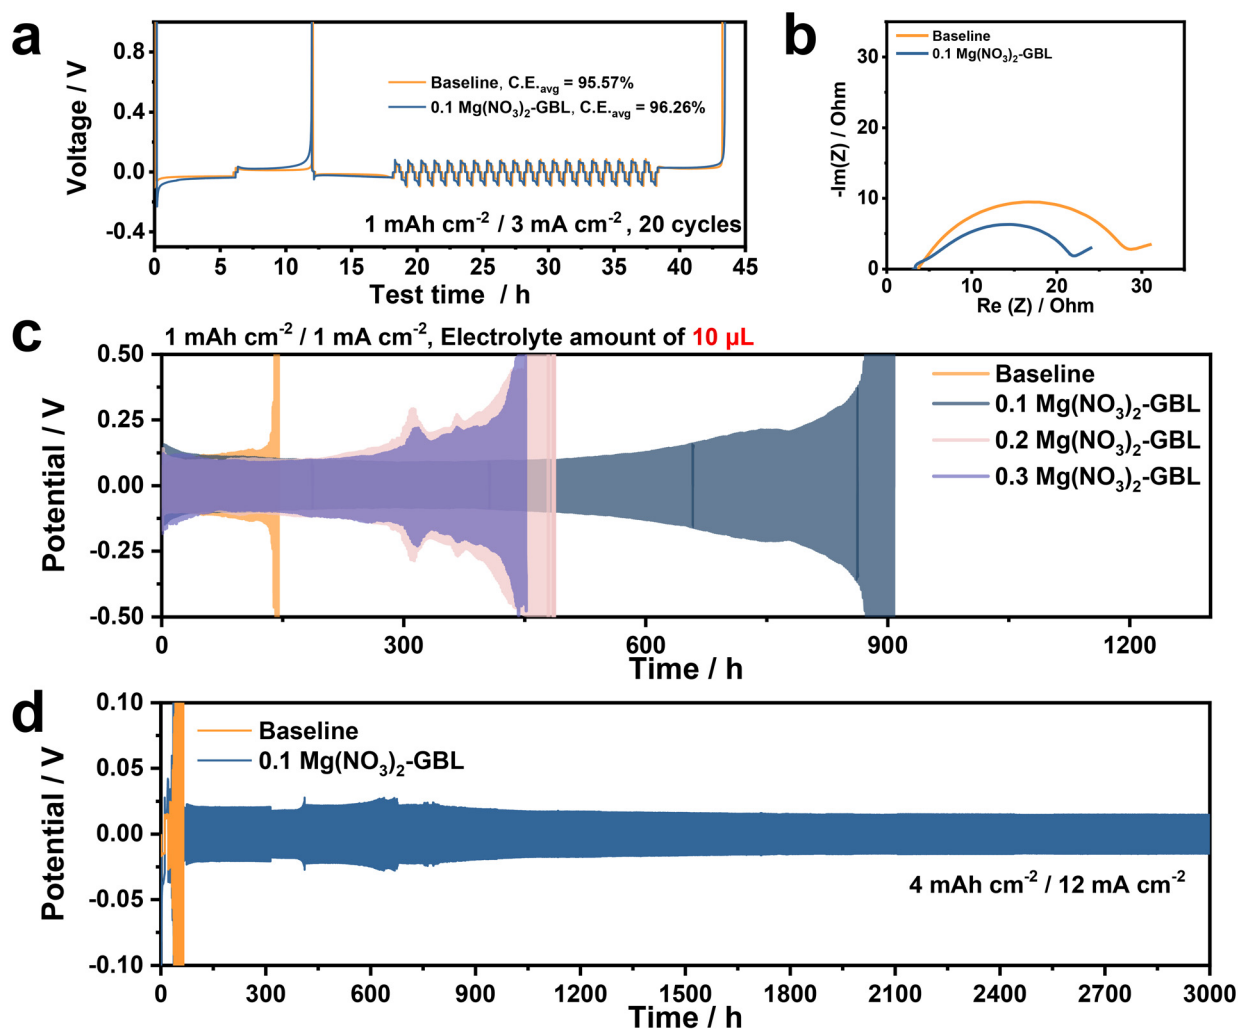 a
Voltage / V
0.8
0.4
0.0
-0.4
Baseline, C.E.avg = 95.57%
0.1 Mg(NO3)2-GBL, C.E.avg = 96.26%
1 mAh cm-2 / 3 mA cm-2 , 20 cycles
0 5 10 15 20 25 30 35 40 45
Test time / h
b
-Im(Z) / Ohm
30
20
10
0
Baseline
0.1 Mg(NO3)2-GBL
0 10 20 30
Re (Z) / Ohm
c
1 mAh cm-2 / 1 mA cm-2, Electrolyte amount of 10 µL
Potential / V
0.50
0.25
0.00
-0.25
-0.50
Baseline
0.1 Mg(NO3)2-GBL
0.2 Mg(NO3)2-GBL
0.3 Mg(NO3)2-GBL
0 300 600 900 1200
Time / h
d
Potential / V
0.10
0.05
0.00
-0.05
-0.10
Baseline
0.1 Mg(NO3)2-GBL
4 mAh cm-2 / 12 mA cm-2
0 300 600 900 1200 1500 1800 2100 2400 2700 3000
Time / h